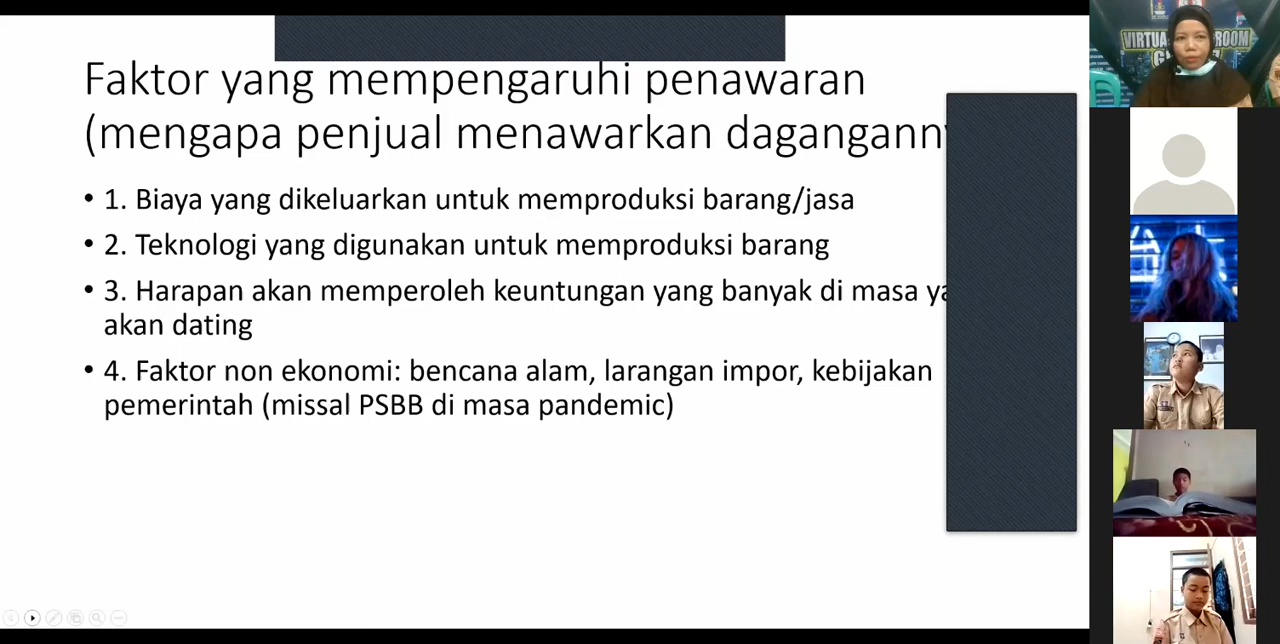 Faktor yang mempengaruhi penawaran
(mengapa penjual menawarkan
• 1. Biaya yang dikeluarkan untuk memproduksi barang/jasa
• 2. Teknologi yang digunakan untuk memproduksi barang
• 3. Harapan akan memperoleh keuntungan yang banyak di masa
akan dating
• 4. Faktor non ekonomi: bencana alam, larangan impor, kebijakan
pemerintah (missal PSBB di masa pandemic)